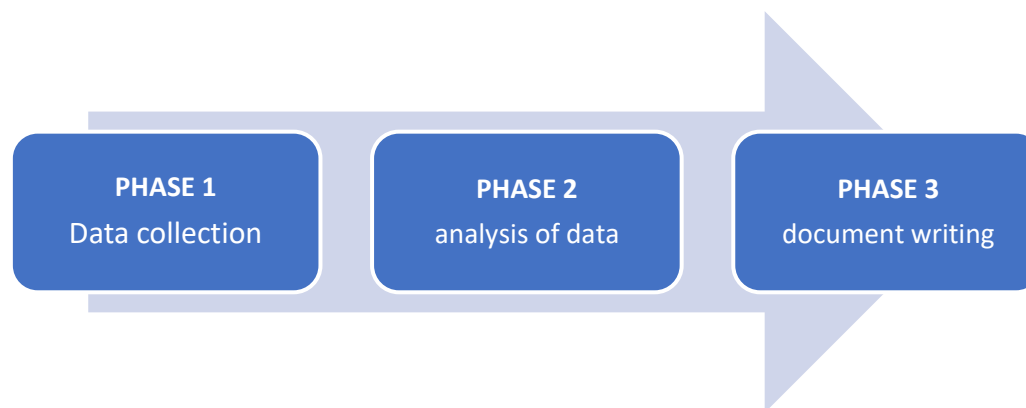 PHASE 1
Data collection
PHASE 2
analysis of data
PHASE 3
document writing